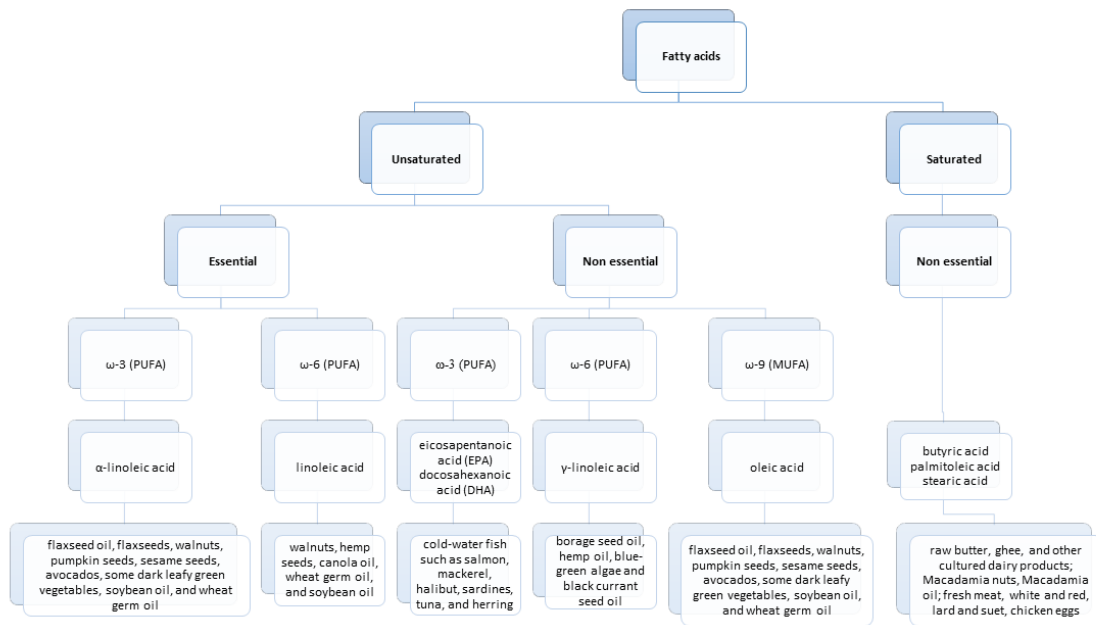 Fatty acids
Unsaturated
Saturated
Essential
Non essential
Non essential
ω-3 (PUFA)
ω-6 (PUFA)
ω-3 (PUFA)
ω-6 (PUFA)
ω-9 (MUFA)
α-linoleic acid
linoleic acid
eicosapentanoic
acid (EPA)
docosahexanoic
acid (DHA)
γ-linoleic acid
oleic acid
butyric acid
palmitoleic acid
stearic acid
flaxseed oil, flaxseeds, walnuts,
pumpkin seeds, sesame seeds,
avocados, some dark leafy green
vegetables, soybean oil, and wheat
germ oil
walnuts, hemp
seeds, canola oil,
wheat germ oil,
and soybean oil
cold-water fish
such as salmon,
mackerel,
halibut, sardines,
tuna, and herring
borage seed oil,
hemp oil, blue-
green algae and
black currant
seed oil
flaxseed oil, flaxseeds, walnuts,
pumpkin seeds, sesame seeds,
avocados, some dark leafy
green vegetables, soybean oil,
and wheat germ oil
raw butter, ghee, and other
cultured dairy products;
Macadamia nuts, Macadamia
oil; fresh meat, white and red,
lard and suet, chicken eggs